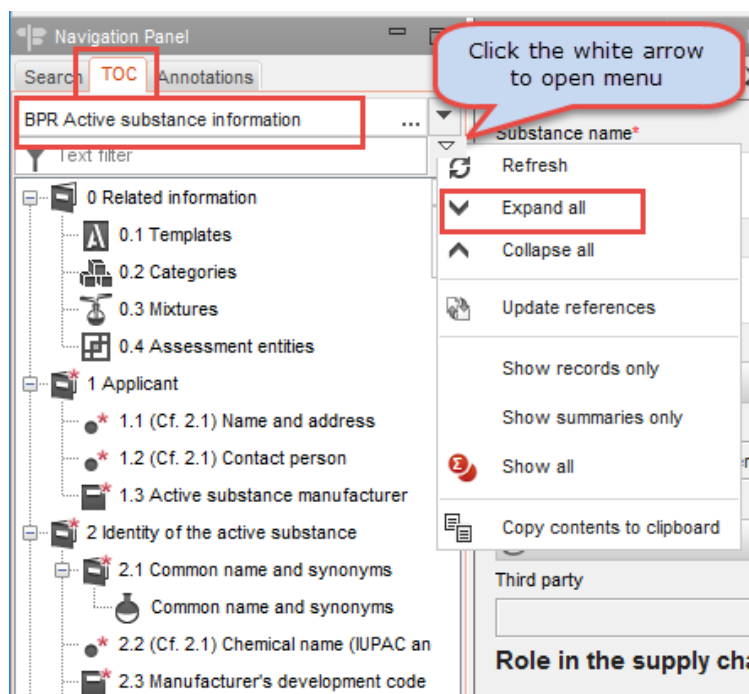 Navigation Panel
Click the white arrow
to open menu
Search TOC Annotations
BPR Active substance information ...
Substance name*
Text filter
Refresh
0 Related information
Expand all
0.1 Templates
Collapse all
0.2 Categories
0.3 Mixtures
Update references
0.4 Assessment entities
Show records only
1 Applicant
1.1 (Cf. 2.1) Name and address
Show summaries only
1.2 (Cf. 2.1) Contact person
Show all
1.3 Active substance manufacturer
2 Identity of the active substance
Copy contents to clipboard
2.1 Common name and synonyms
Third party
Common name and synonyms
2.2 (Cf. 2.1) Chemical name (IUPAC an
Role in the supply cha
2.3 Manufacturer's development code